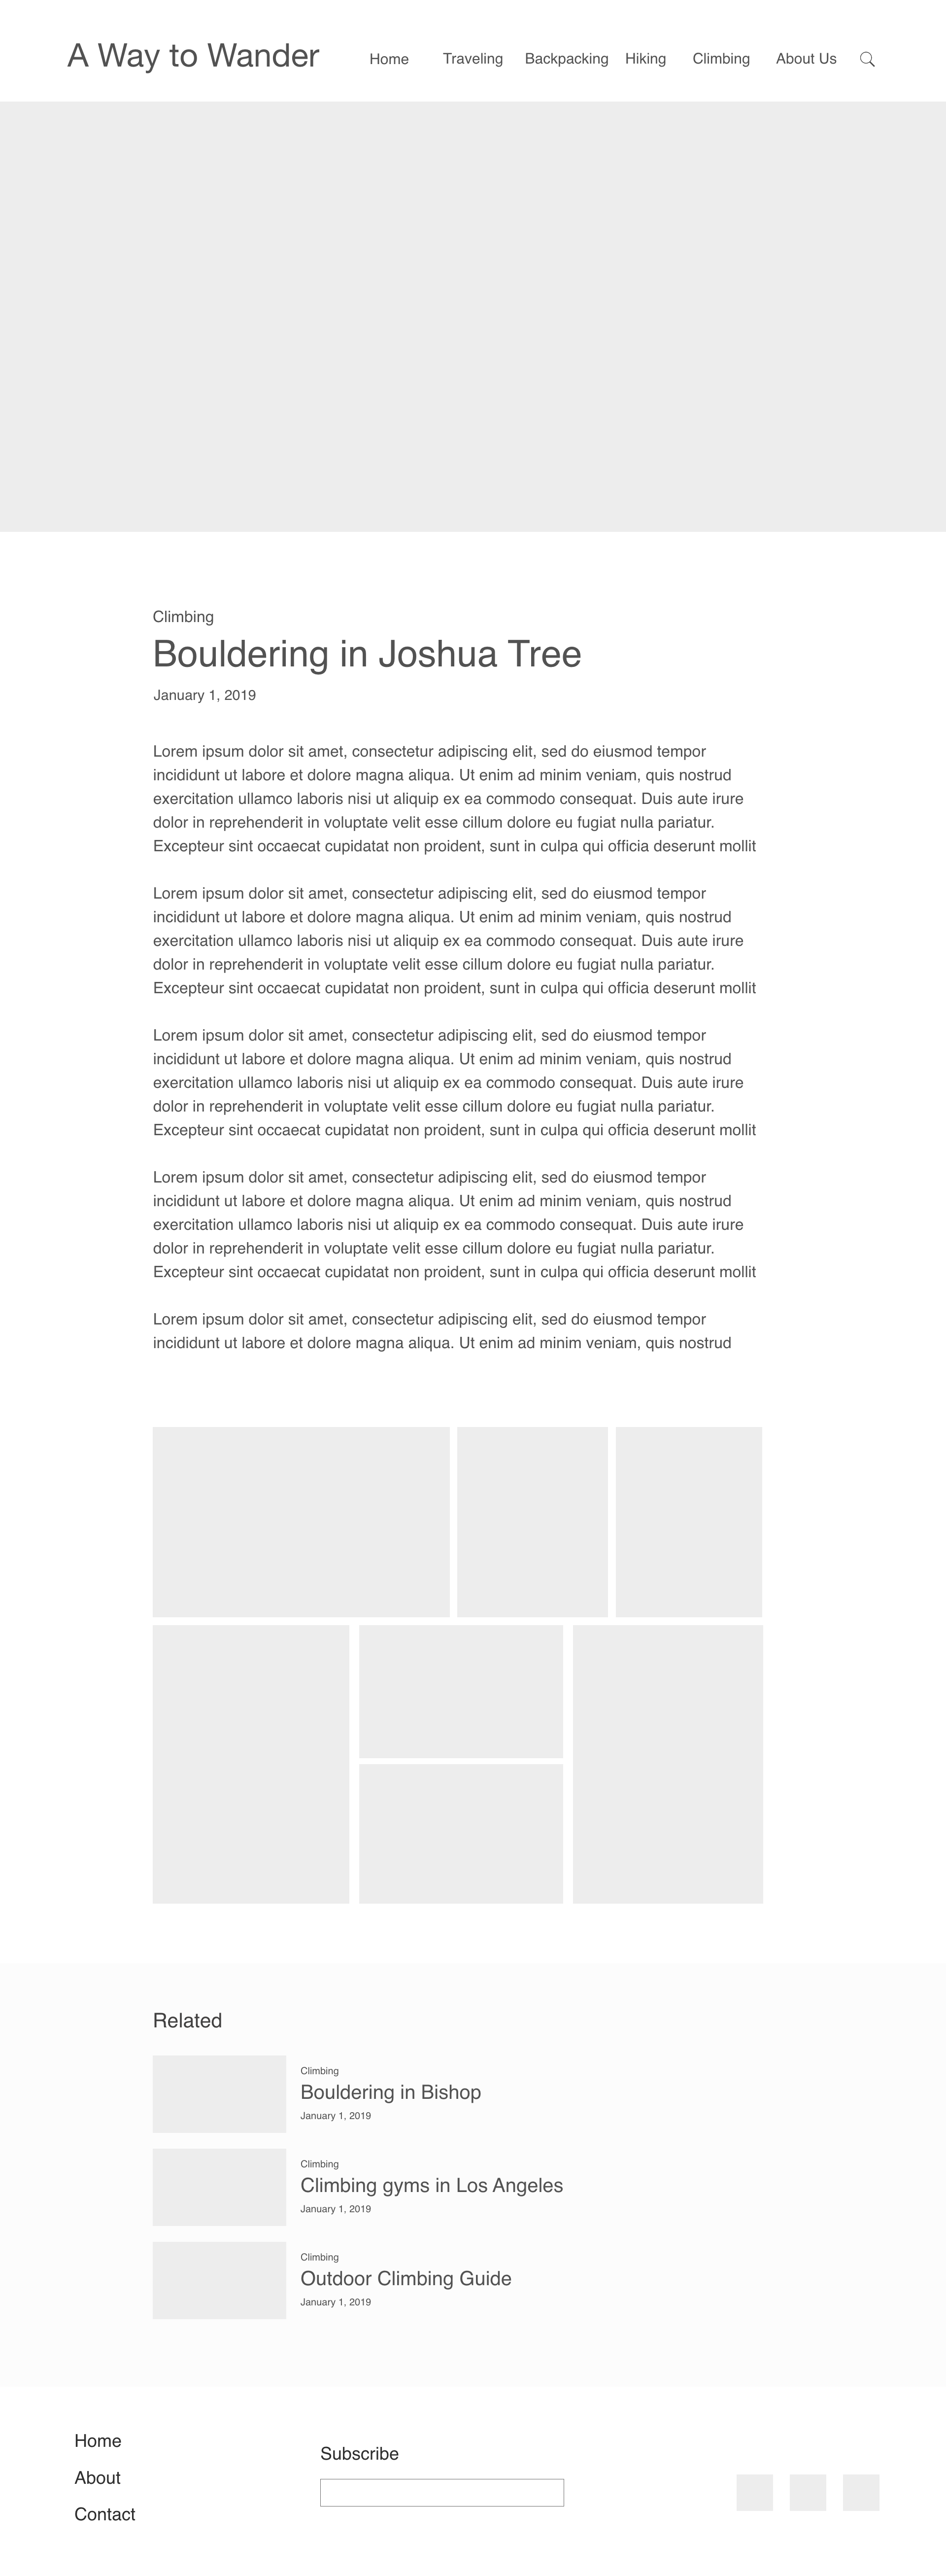 A Way to Wander
Home Traveling Backpacking Hiking Climbing About Us
Climbing
Bouldering in Joshua Tree
January 1, 2019
Lorem ipsum dolor sit amet, consectetur adipiscing elit, sed do eiusmod tempor
incididunt ut labore et dolore magna aliqua. Ut enim ad minim veniam, quis nostrud
exercitation ullamco laboris nisi ut aliquip ex ea commodo consequat. Duis aute irure
dolor in reprehenderit in voluptate velit esse cillum dolore eu fugiat nulla pariatur.
Excepteur sint occaecat cupidatat non proident, sunt in culpa qui officia deserunt mollit
Lorem ipsum dolor sit amet, consectetur adipiscing elit, sed do eiusmod tempor
incididunt ut labore et dolore magna aliqua. Ut enim ad minim veniam, quis nostrud
exercitation ullamco laboris nisi ut aliquip ex ea commodo consequat. Duis aute irure
dolor in reprehenderit in voluptate velit esse cillum dolore eu fugiat nulla pariatur.
Excepteur sint occaecat cupidatat non proident, sunt in culpa qui officia deserunt mollit
Lorem ipsum dolor sit amet, consectetur adipiscing elit, sed do eiusmod tempor
incididunt ut labore et dolore magna aliqua. Ut enim ad minim veniam, quis nostrud
exercitation ullamco laboris nisi ut aliquip ex ea commodo consequat. Duis aute irure
dolor in reprehenderit in voluptate velit esse cillum dolore eu fugiat nulla pariatur.
Excepteur sint occaecat cupidatat non proident, sunt in culpa qui officia deserunt mollit
Lorem ipsum dolor sit amet, consectetur adipiscing elit, sed do eiusmod tempor
incididunt ut labore et dolore magna aliqua. Ut enim ad minim veniam, quis nostrud
exercitation ullamco laboris nisi ut aliquip ex ea commodo consequat. Duis aute irure
dolor in reprehenderit in voluptate velit esse cillum dolore eu fugiat nulla pariatur.
Excepteur sint occaecat cupidatat non proident, sunt in culpa qui officia deserunt mollit
Lorem ipsum dolor sit amet, consectetur adipiscing elit, sed do eiusmod tempor
incididunt ut labore et dolore magna aliqua. Ut enim ad minim veniam, quis nostrud
Related
Climbing
Bouldering in Bishop
January 1, 2019
Climbing
Climbing gyms in Los Angeles
January 1, 2019
Climbing
Outdoor Climbing Guide
January 1, 2019
Home
About
Contact
Subscribe